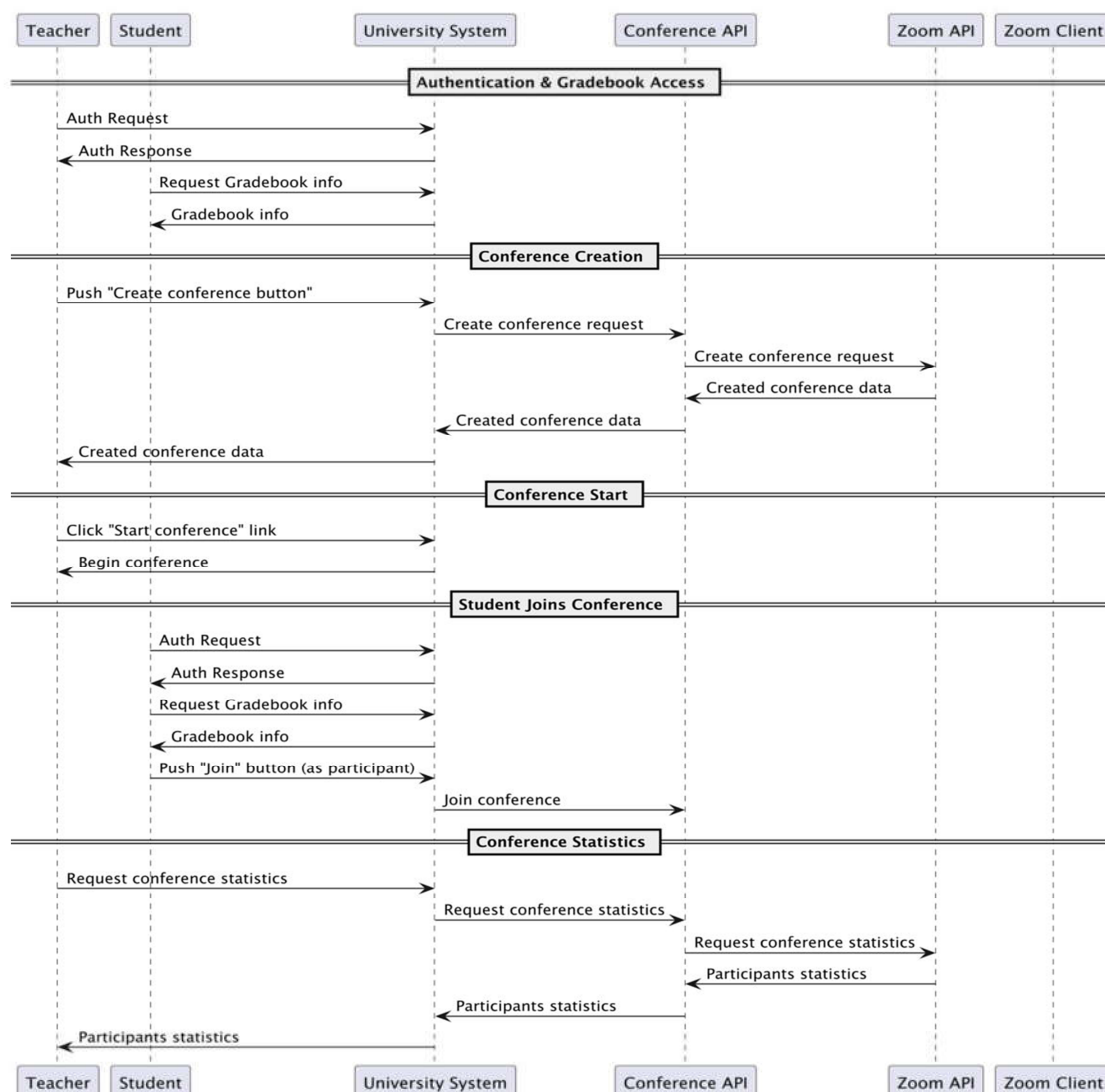 Teacher Student University System Conference API Zoom API Zoom Client
Authentication & Gradebook Access
Auth Request
Auth Response
Request Gradebook info
Gradebook info
Conference Creation
Push "Create conference button"
Create conference request
Create conference request
Created conference data
Created conference data
Created conference data
Conference Start
Click "Start conference" link
Begin conference
Student Joins Conference
Auth Request
Auth Response
Request Gradebook info
Gradebook info
Push "Join" button (as participant)
Join conference
Conference Statistics
Request conference statistics
Request conference statistics
Request conference statistics
Participants statistics
Participants statistics
Participants statistics
Teacher Student University System Conference API Zoom API Zoom Client